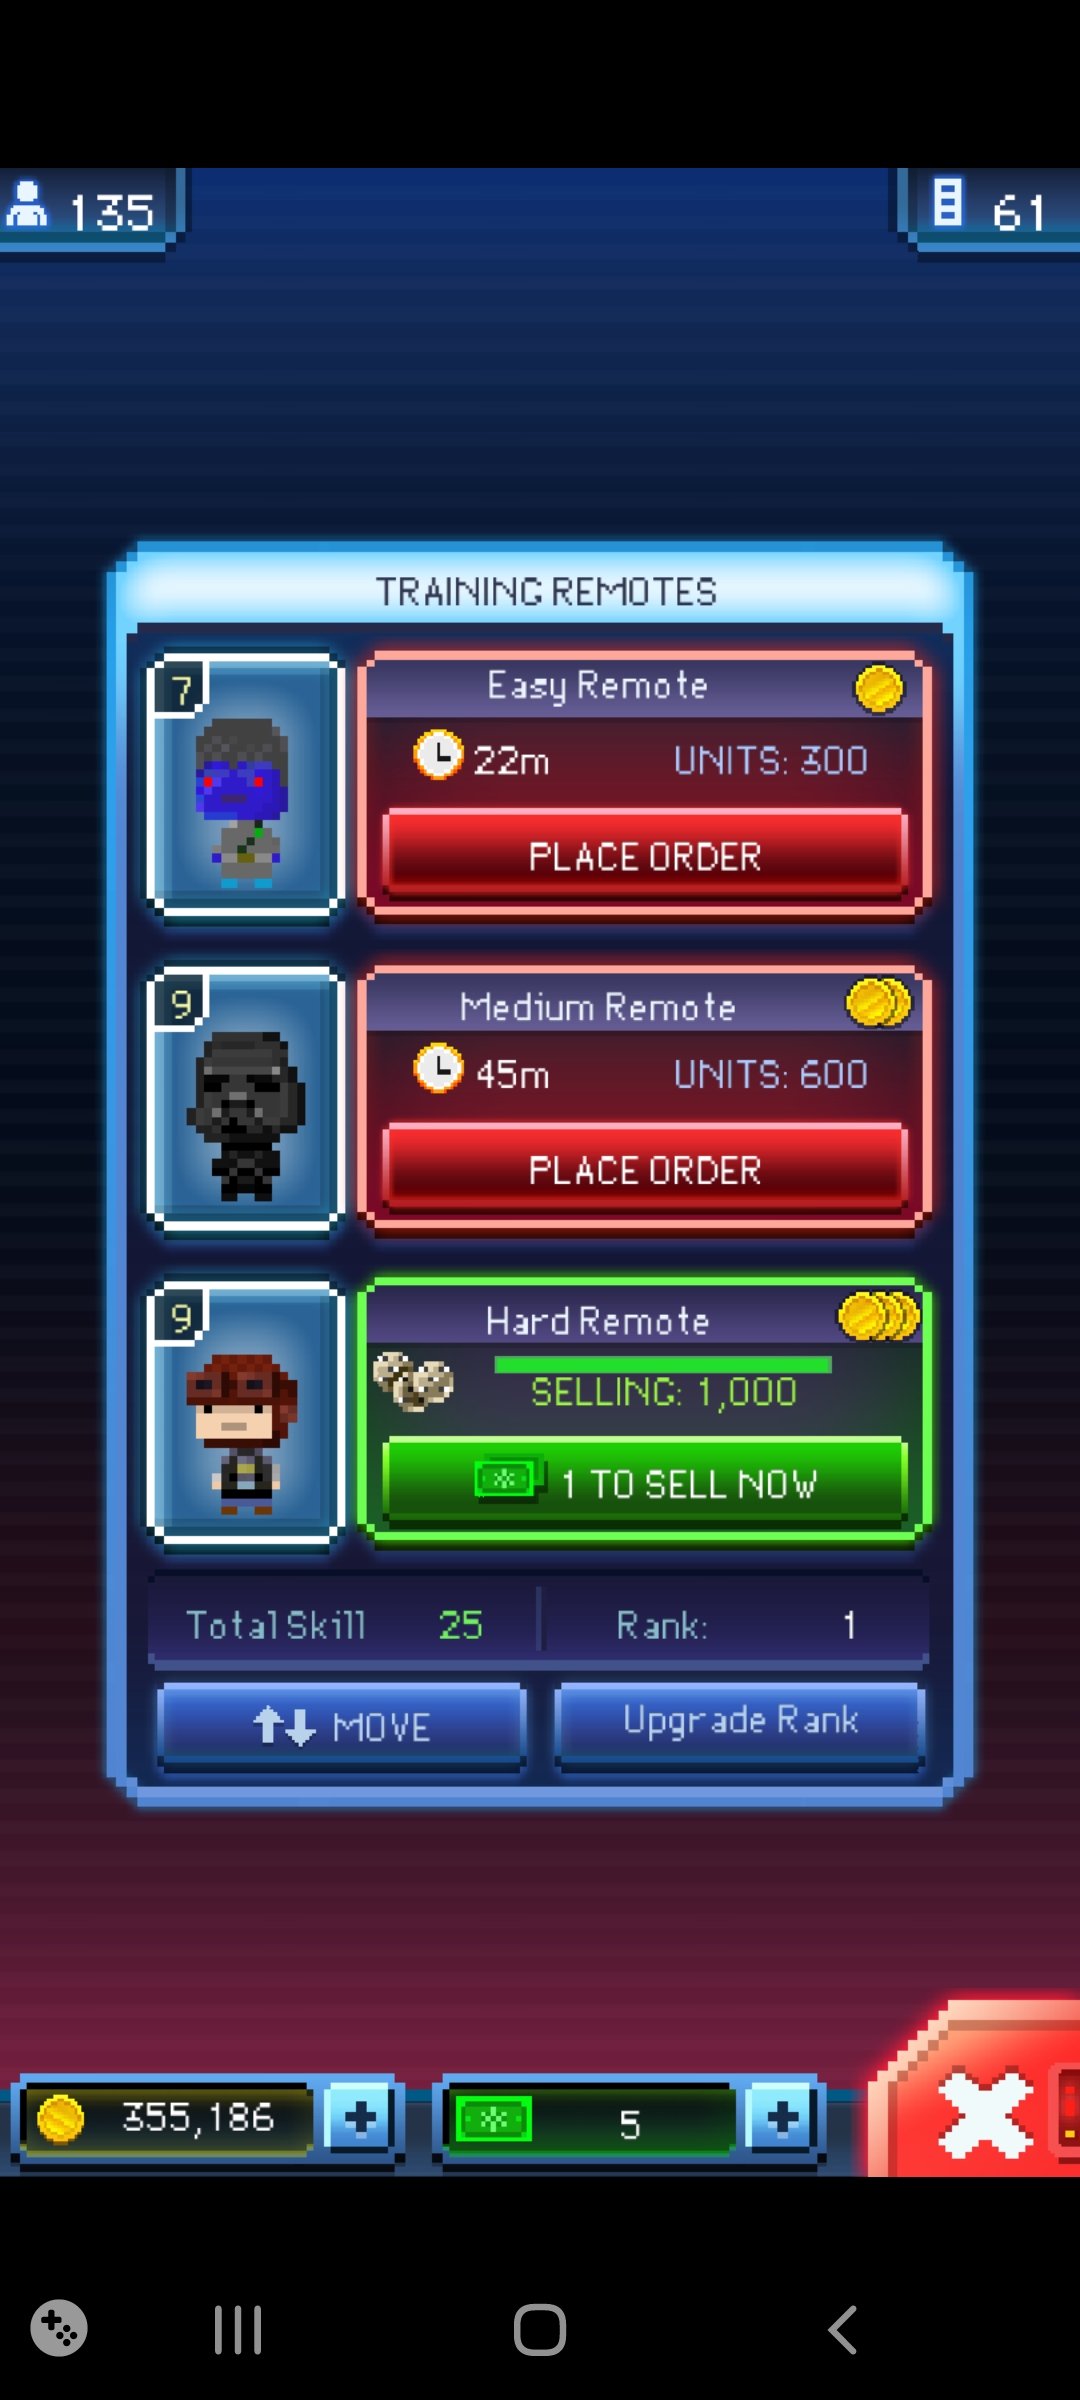 135
61
TRAINING REMOTES
7
Easy Remote
22m UNITS: 300
PLACE ORDER
9
Medium Remote
45m UNITS: 600
PLACE ORDER
9
Hard Remote
SELLING: 1,000
1 TO SELL NOW
Total Skill 25 Rank: 1
MOVE Upgrade Rank
355,186 5